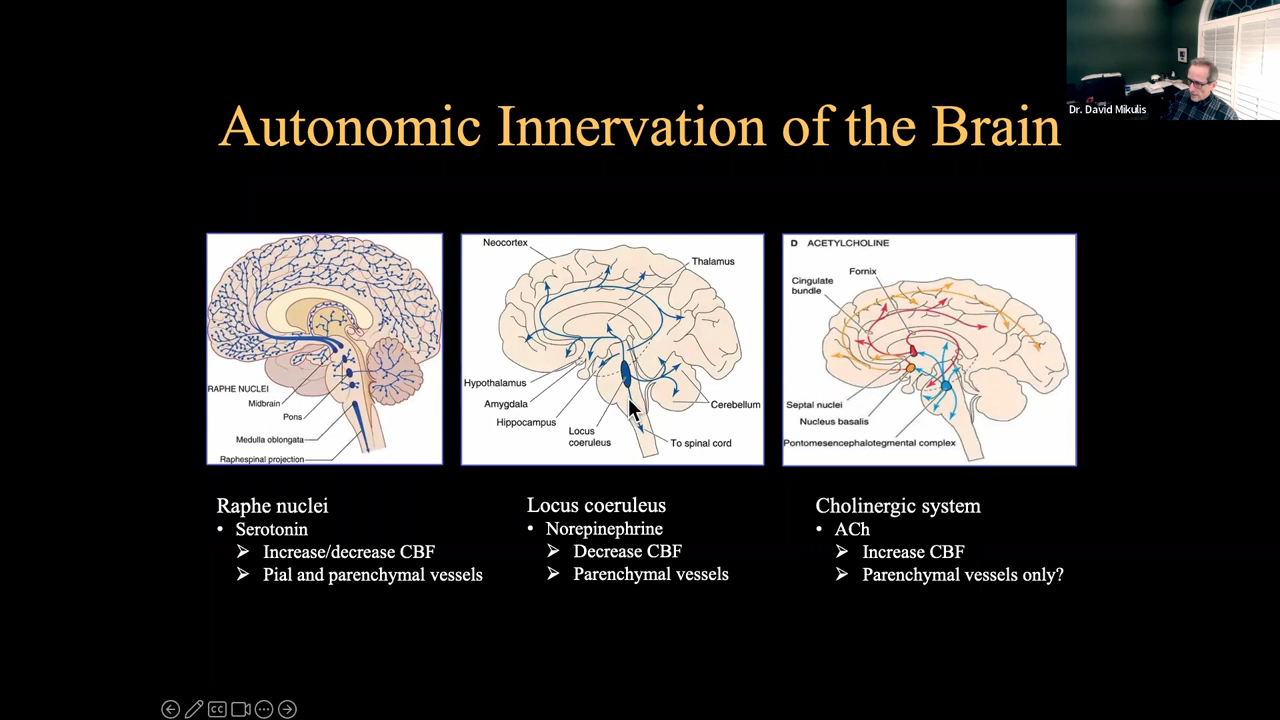 Dr. David Mikulis
Autonomic Innervation of the Brain
RAPHE NUCLEI
Midbrain
Pons
Medulla oblongata
Raphespinal projection
Neocortex
Thalamus
Hypothalamus
Amygdala
Hippocampus
Locus
coeruleus
Cerebellum
To spinal cord
D ACETYLCHOLINE
Fornix
Cingulate
bundle
Septal nuclei
Nucleus basalis
Pontomesencephalotegmental complex
Raphe nuclei
• Serotonin
➢ Increase/decrease CBF
➢ Pial and parenchymal vessels
Locus coeruleus
• Norepinephrine
➢ Decrease CBF
➢ Parenchymal vessels
Cholinergic system
• ACh
➢ Increase CBF
➢ Parenchymal vessels only?
CC